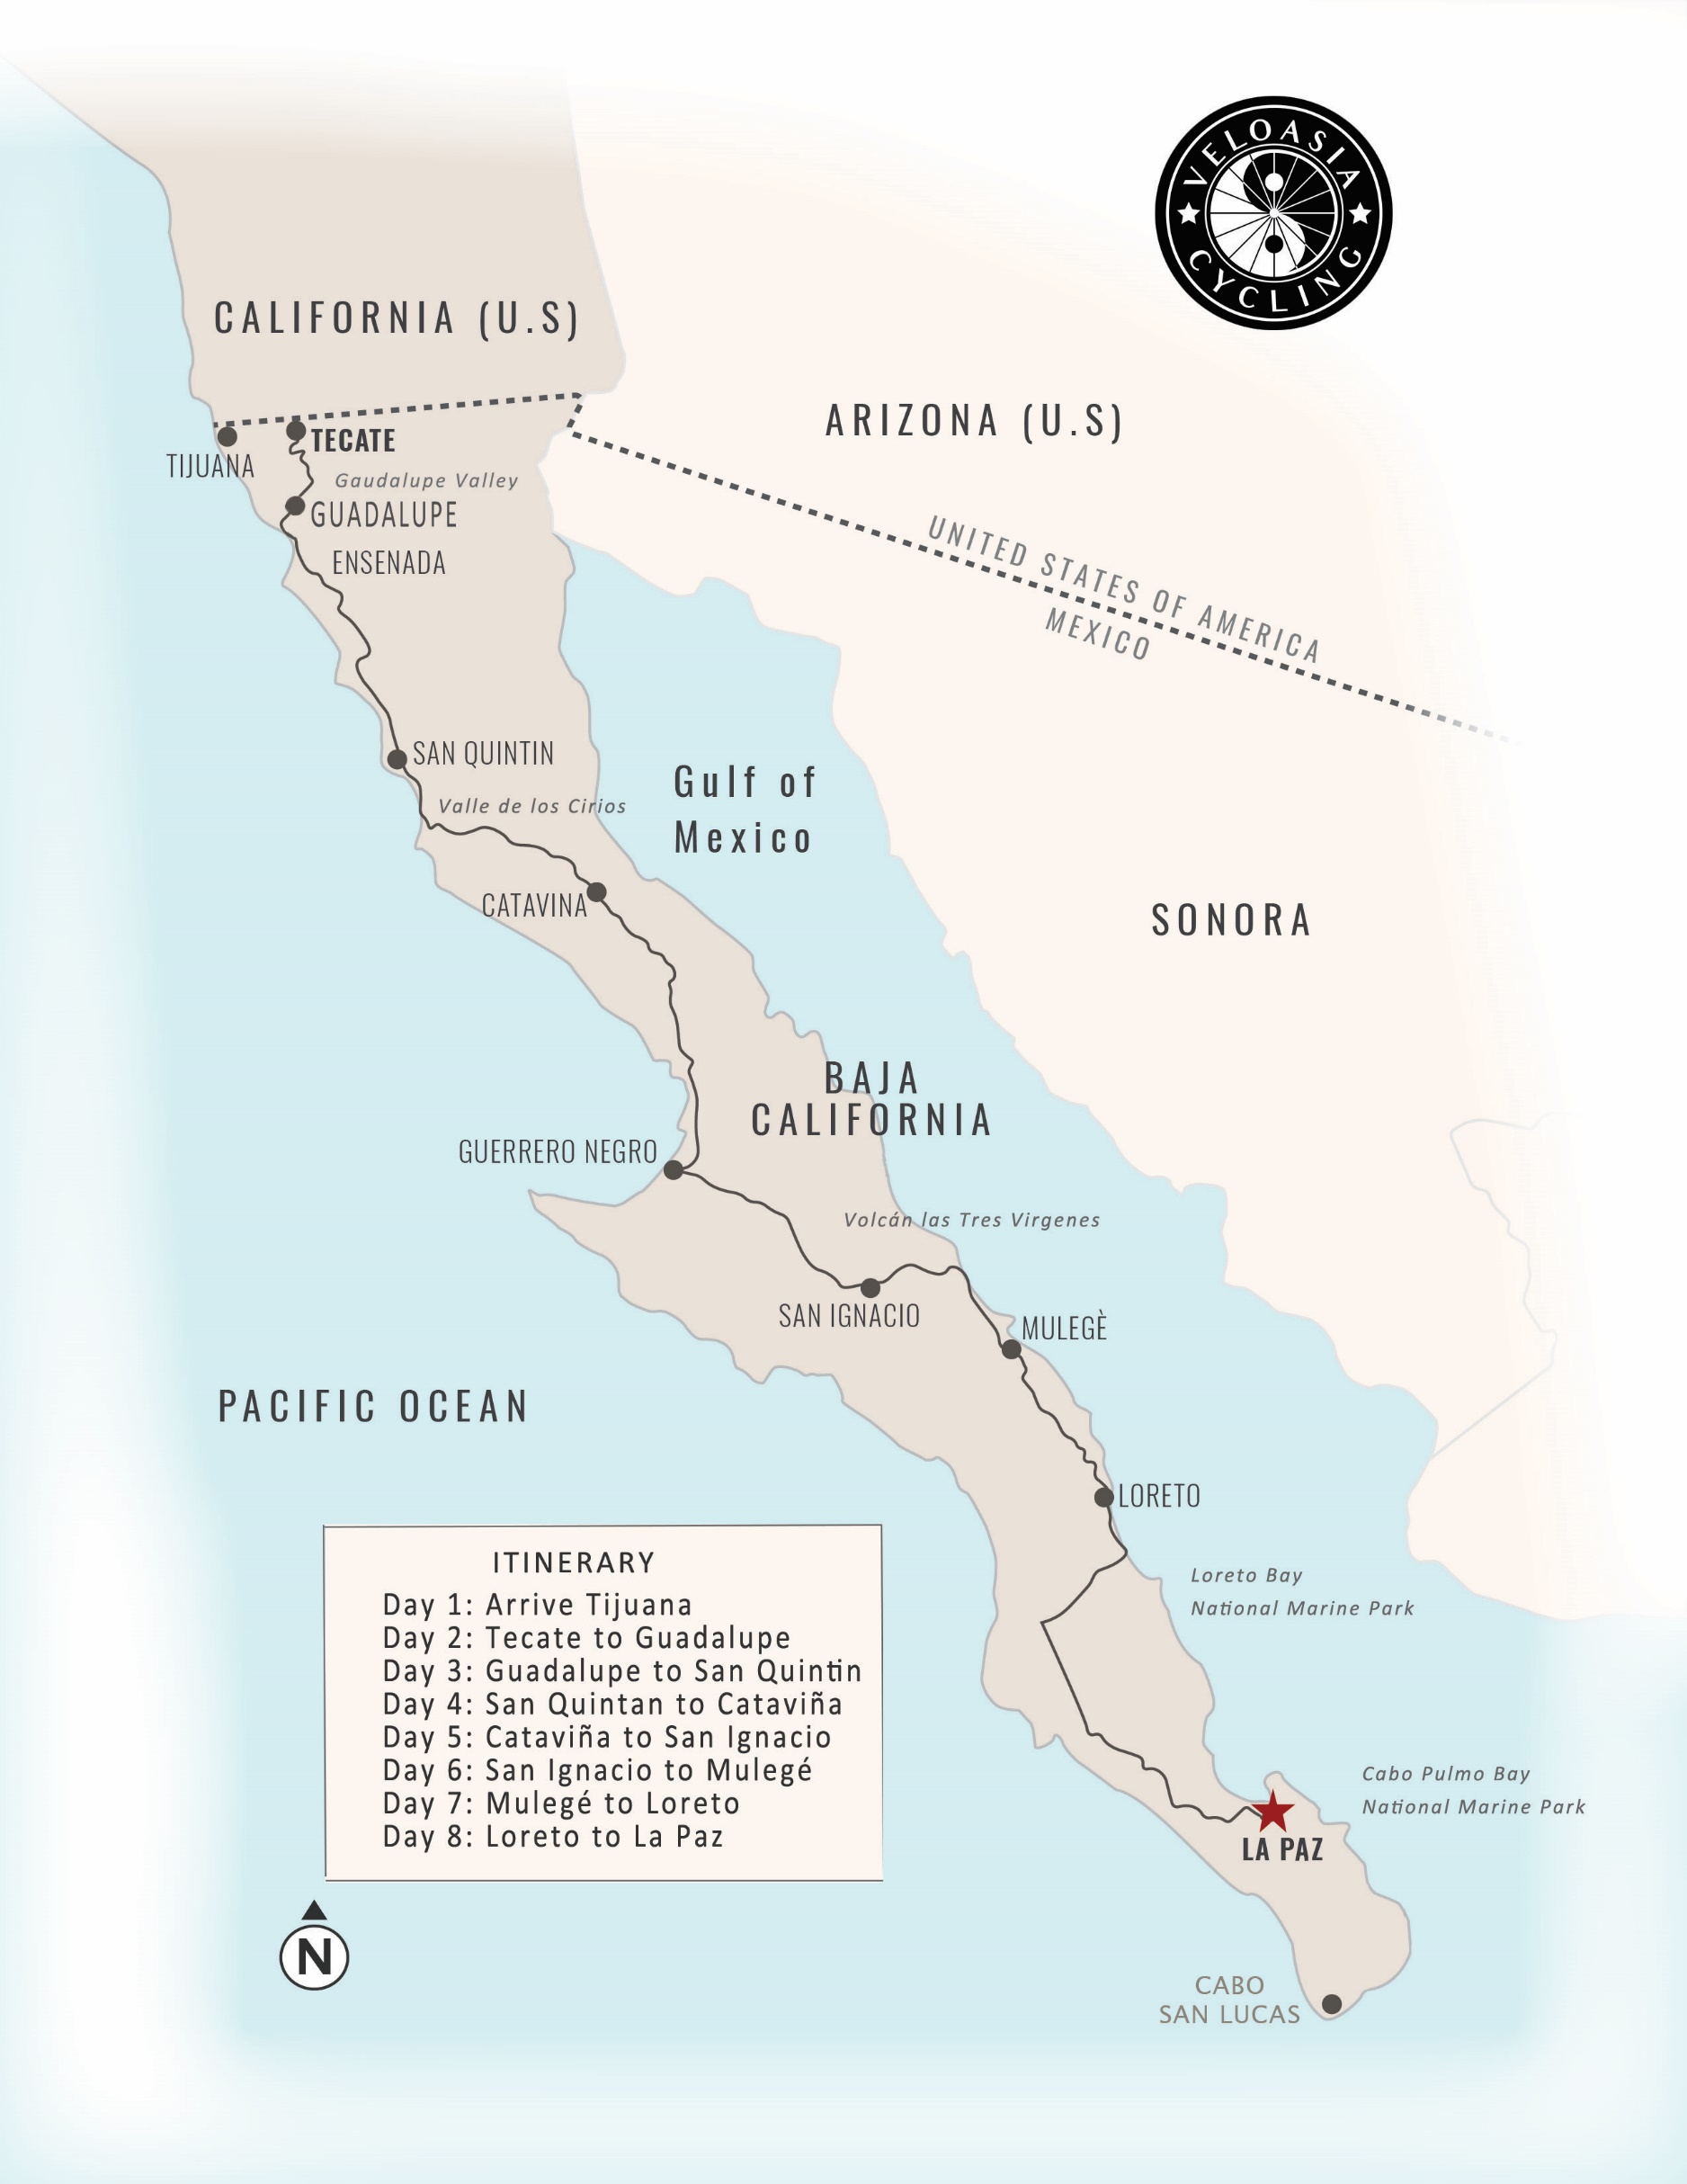 VELOASIA
CYCLING
CALIFORNIA (U.S)
ARIZONA (U.S)
TECATE
TIJUANA
Gaudalupe Valley
GUADALUPE
ENSENADA
UNITED STATES OF AMERICA
MEXICO
SAN QUINTIN
Gulf of
Mexico
Valle de los Cirios
CATAVINA
SONORA
BAJA
CALIFORNIA
GUERRERO NEGRO
Volcán las Tres Virgenes
SAN IGNACIO
MULEGÈ
PACIFIC OCEAN
LORETO
Loreto Bay
National Marine Park
ITINERARY
Day 1: Arrive Tijuana
Day 2: Tecate to Guadalupe
Day 3: Guadalupe to San Quintin
Day 4: San Quintan to Cataviña
Day 5: Cataviña to San Ignacio
Day 6: San Ignacio to Mulegé
Day 7: Mulegé to Loreto
Day 8: Loreto to La Paz
Cabo Pulmo Bay
National Marine Park
LA PAZ
N
CABO
SAN LUCAS